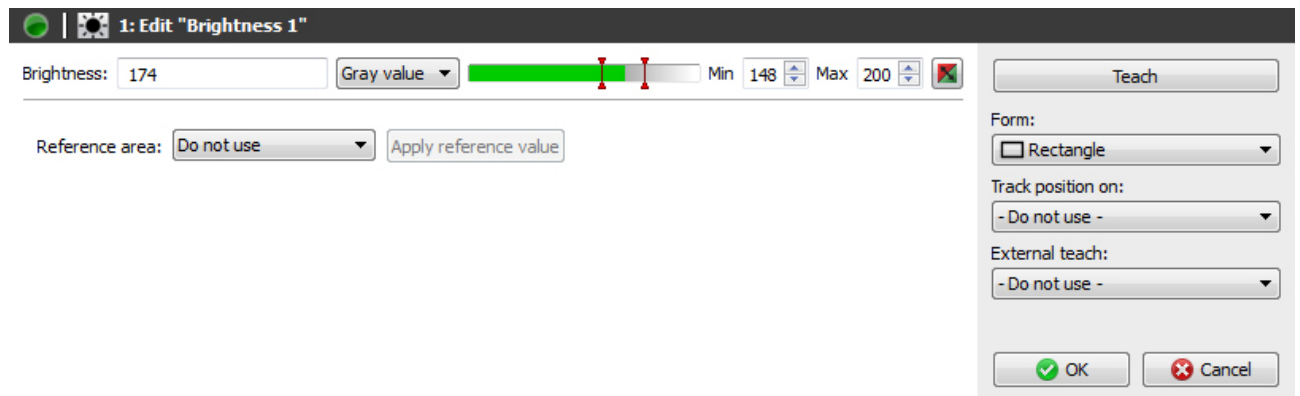 1: Edit "Brightness 1"
Brightness: 174 Gray value Min 148 Max 200
Reference area: Do not use Apply reference value
Teach
Form:
Rectangle
Track position on:
- Do not use -
External teach:
- Do not use -
OK Cancel